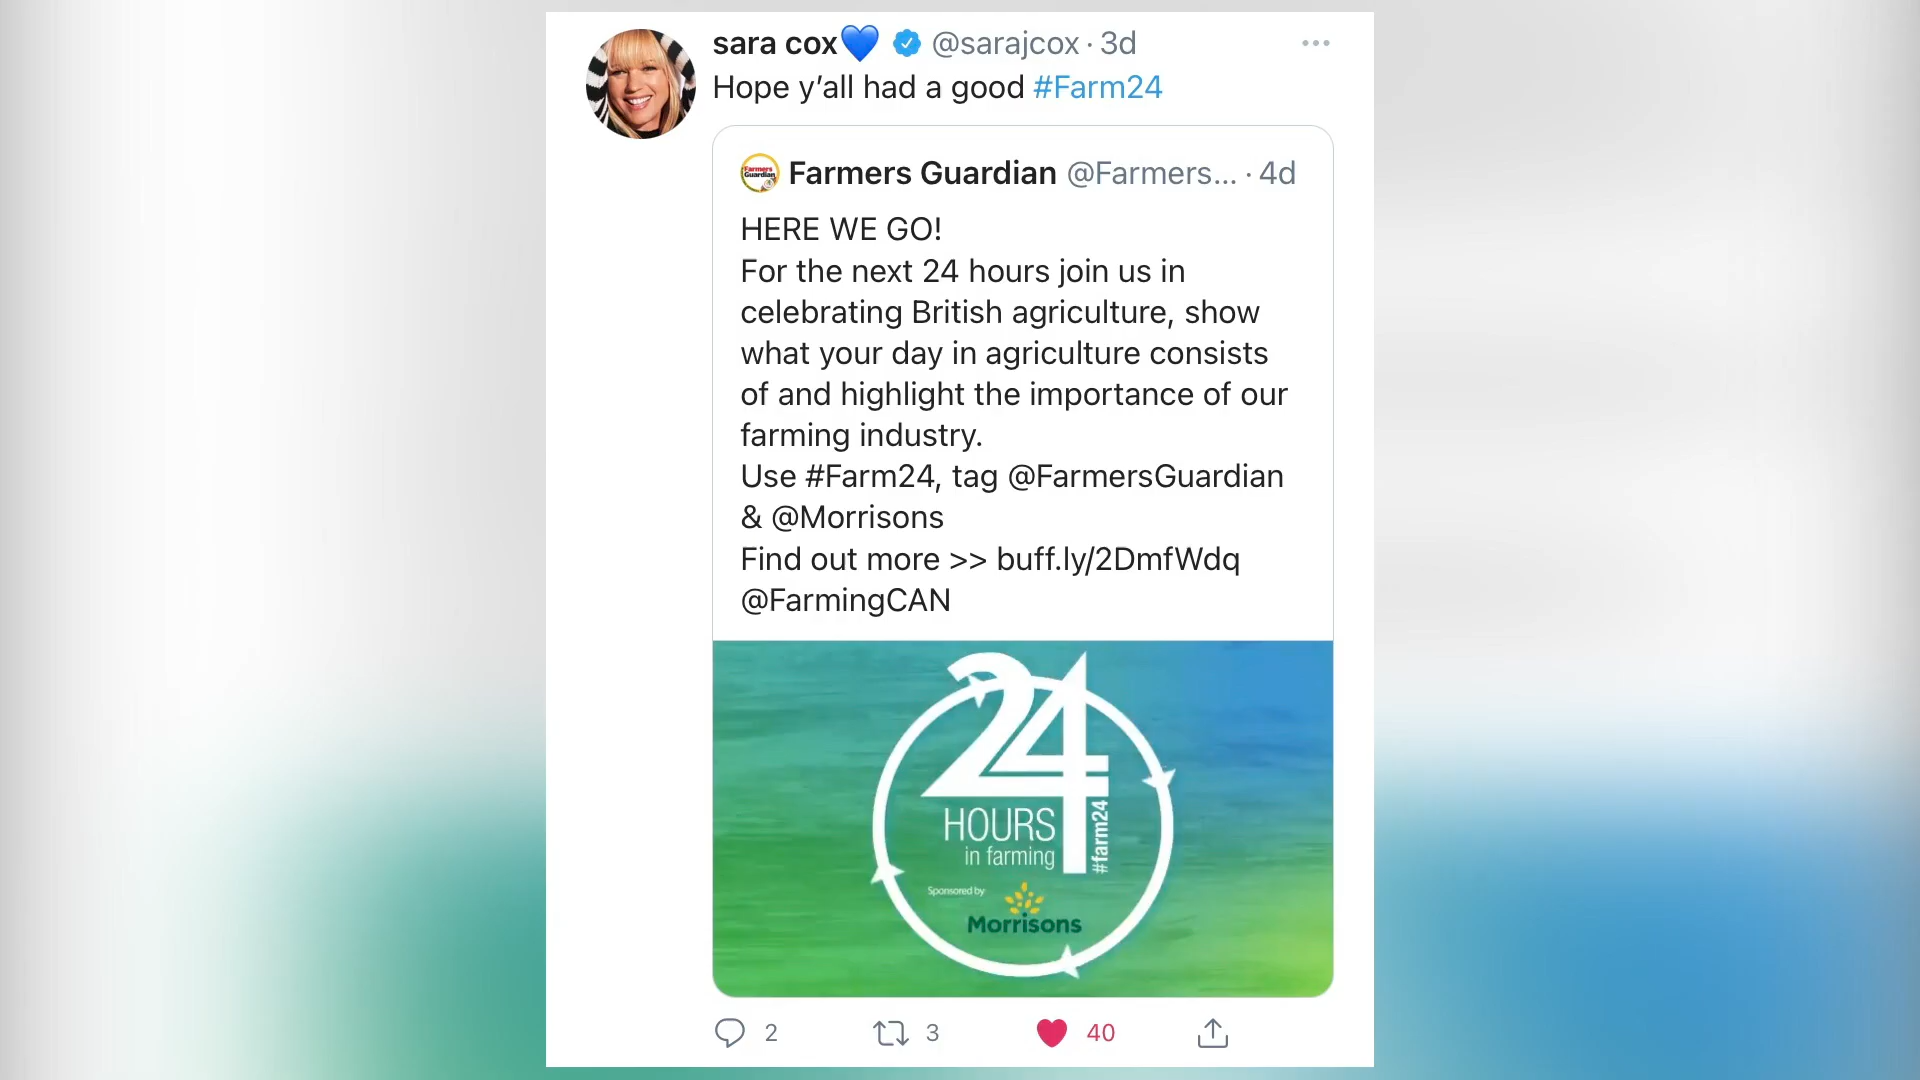 sara cox💙 @sarajcox · 3d
Hope y’all had a good #Farm24
Farmers Guardian
Farmers Guardian @Farmers... · 4d
HERE WE GO!
For the next 24 hours join us in
celebrating British agriculture, show
what your day in agriculture consists
of and highlight the importance of our
farming industry.
Use #Farm24, tag @FarmersGuardian
& @Morrisons
Find out more >> buff.ly/2DmfWdq
@FarmingCAN
24
HOURS
in farming
#farm24
Sponsored by
Morrisons
2 3 40